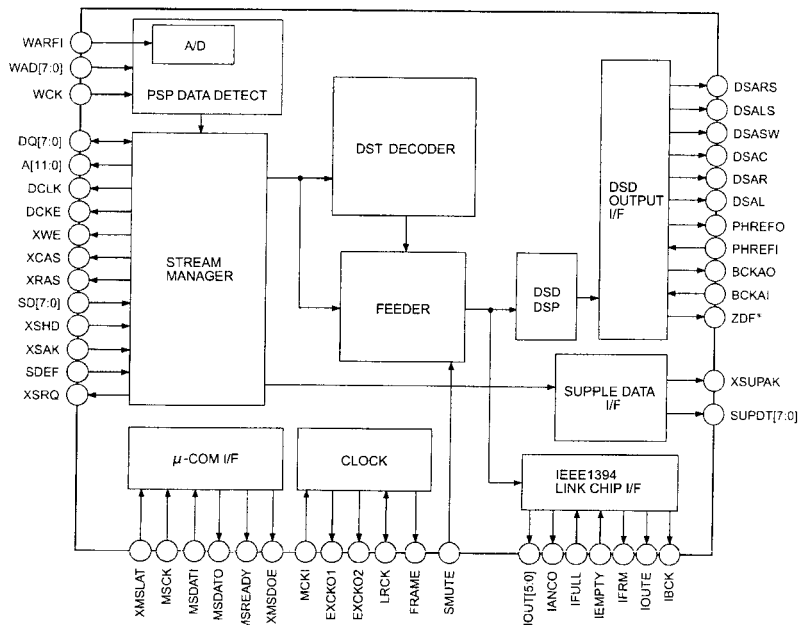 WARFI
WAD[7:0]
WCK
DQ[7:0]
A[11:0]
DCLK
DCKE
XWE
XCAS
XRAS
SD[7:0]
XSHD
XSAK
SDEF
XSRQ
A/D
PSP DATA DETECT
STREAM
MANAGER
DST DECODER
FEEDER
DSD
DSP
DSD
OUTPUT
I/F
SUPPLE DATA
I/F
μ-COM I/F
CLOCK
IEEE1394
LINK CHIP I/F
DSARS
DSALS
DSASW
DSAC
DSAR
DSAL
PHREFO
PHREFI
BCKAO
BCKAI
ZDF*
XSUPAK
SUPDT[7:0]
XMSLAT
MSCK
MSDATI
MSDATO
MSREADY
XMSDOE
MCKI
EXCKO1
EXCKO2
LRCK
FRAME
SMUTE
IOUT[5:0]
IANCO
IFULL
IEMPTY
IFRM
IOUTE
IBCK